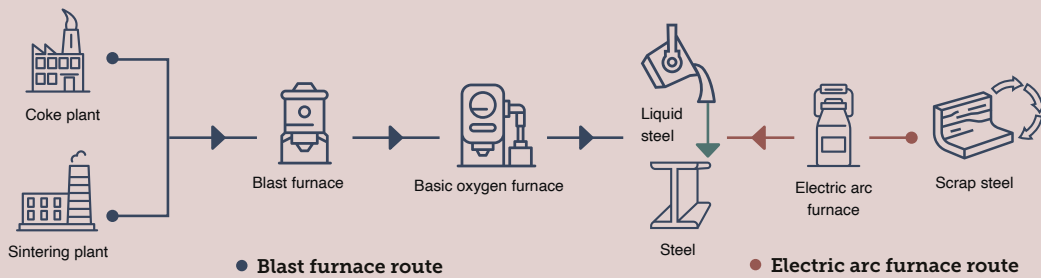 Coke plant
Sintering plant
Blast furnace
Basic oxygen furnace
Liquid
steel
Steel
Electric arc
furnace
Scrap steel
Blast furnace route
Electric arc furnace route